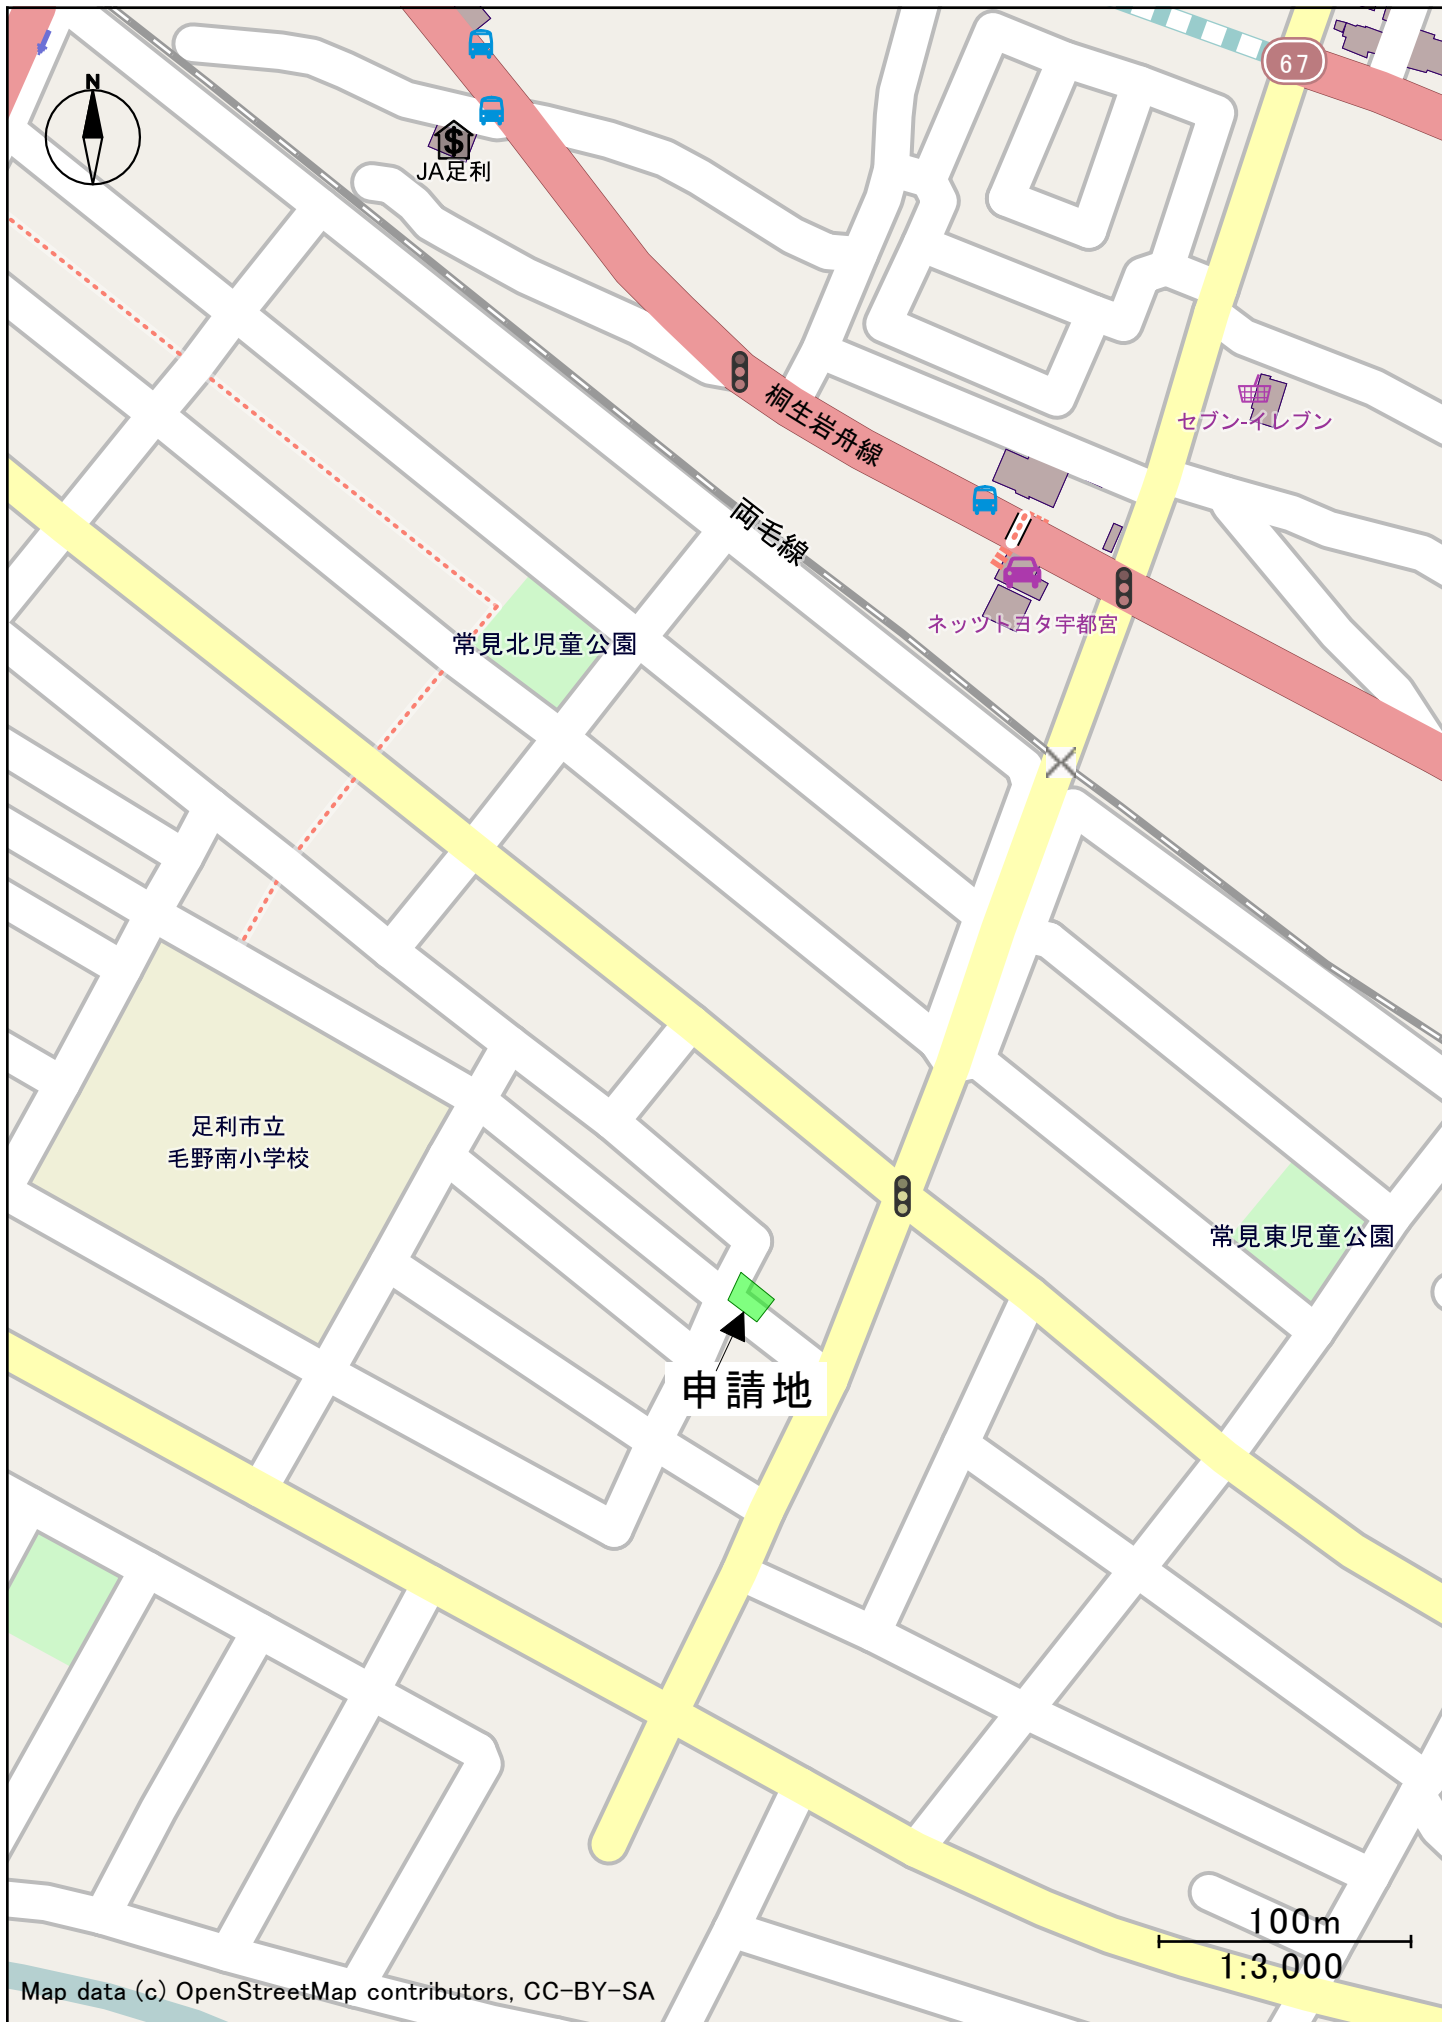 N
67
JA足利
桐生岩舟線
セブン-イレブン
両毛線
ネッツトヨタ宇都宮
常見北児童公園
足利市立
毛野南小学校
常見東児童公園
申請地
100m
1:3,000
Map data (c) OpenStreetMap contributors, CC-BY-SA